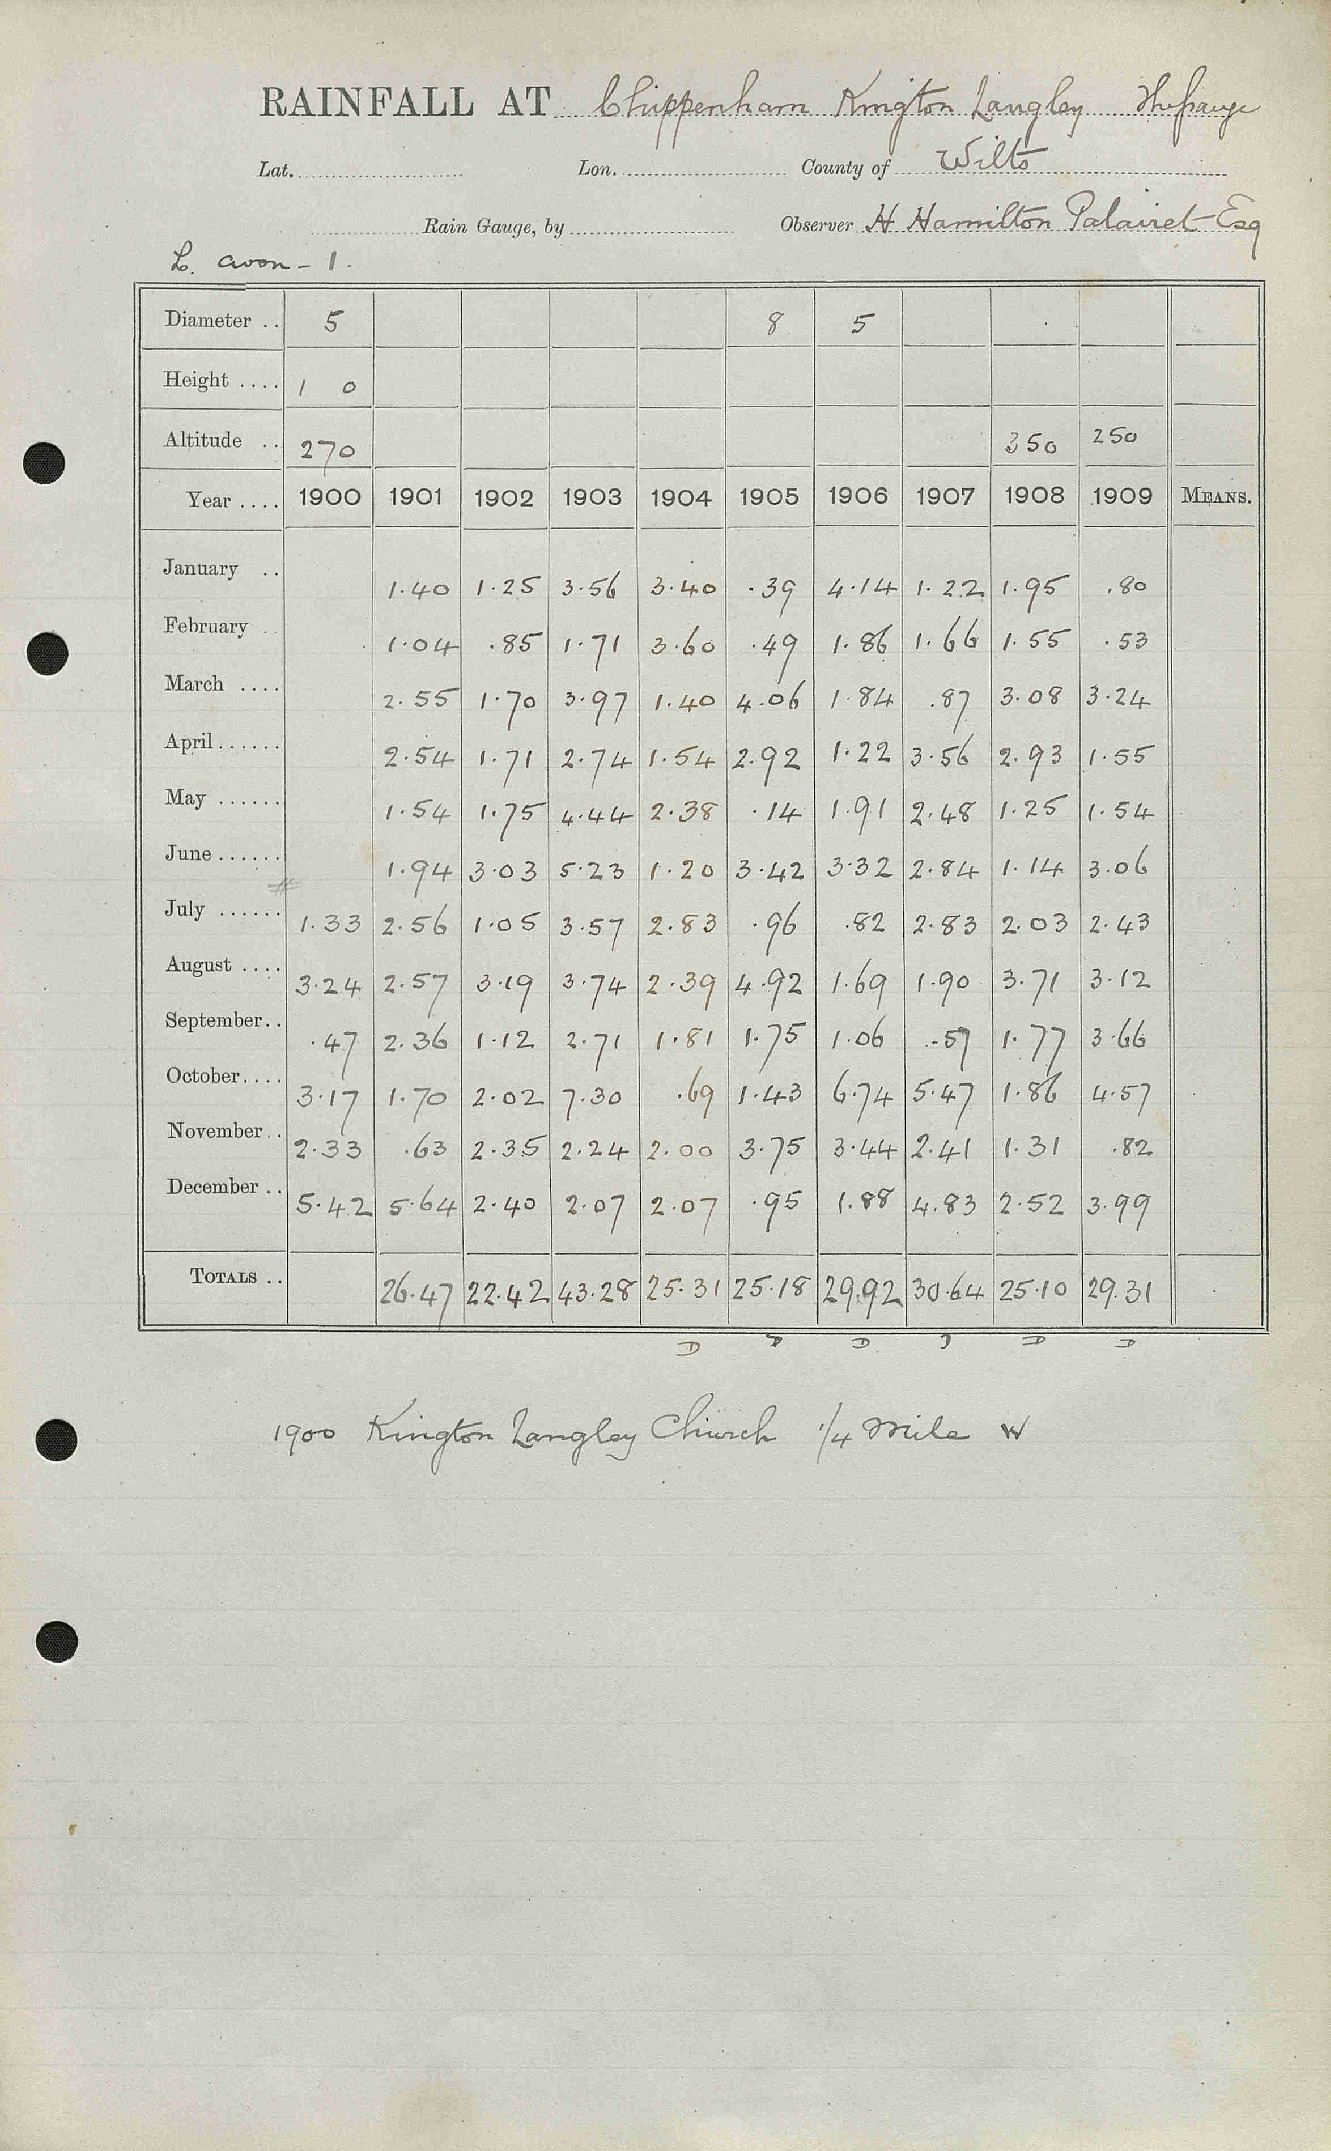 RAINFALL AT Chippenham Kington Langley The Grange
Lat. Lon. County of Wilts
Rain Gauge, by Observer H Hamilton Palairet Esq
L. Avon - 1.
Diameter .. 5 8 5
Height .... 1 0
Altitude .. 270 350 250
Year .... 1900 1901 1902 1903 1904 1905 1906 1907 1908 1909 MEANS.
January .. 1.40 1.25 3.56 3.40 .39 4.14 1.22 1.95 .80
February .. 1.04 .85 1.71 3.60 .49 1.86 1.66 1.55 .53
March .... 2.55 1.70 3.97 1.40 4.06 1.84 .87 3.08 3.24
April...... 2.54 1.71 2.74 1.54 2.92 1.22 3.56 2.93 1.55
May ...... 1.54 1.75 4.44 2.38 .14 1.91 2.48 1.25 1.54
June...... 1.94 3.03 5.23 1.20 3.42 3.32 2.84 1.14 3.06
July ...... 1.33 2.56 1.05 3.57 2.83 .96 .82 2.83 2.03 2.43
August .... 3.24 2.57 3.19 3.74 2.39 4.92 1.69 1.90 3.71 3.12
September.. .47 2.36 1.12 2.71 1.81 1.75 1.06 .57 1.77 3.66
October.... 3.17 1.70 2.02 7.30 .69 1.43 6.74 5.47 1.86 4.57
November.. 2.33 .63 2.35 2.24 2.00 3.75 3.44 2.41 1.31 .82
December .. 5.42 5.64 2.40 2.07 2.07 .95 1.88 4.83 2.52 3.99
TOTALS .. 26.47 22.42 43.28 25.31 25.18 29.92 30.64 25.10 29.31
D D D D D D
1900 Kington Langley Church 1/4 mile W